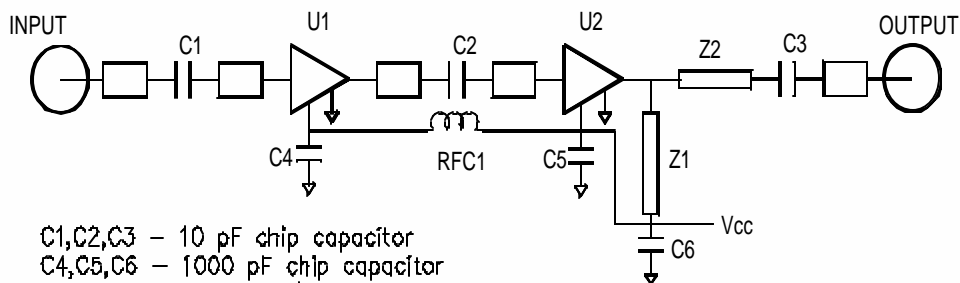 INPUT
U1
U2
OUTPUT
C1
C2
Z2
C3
C4
RFC1
C5
Z1
Vcc
C6
C1,C2,C3 – 10 pF chip capacitor
C4,C5,C6 – 1000 pF chip capacitor